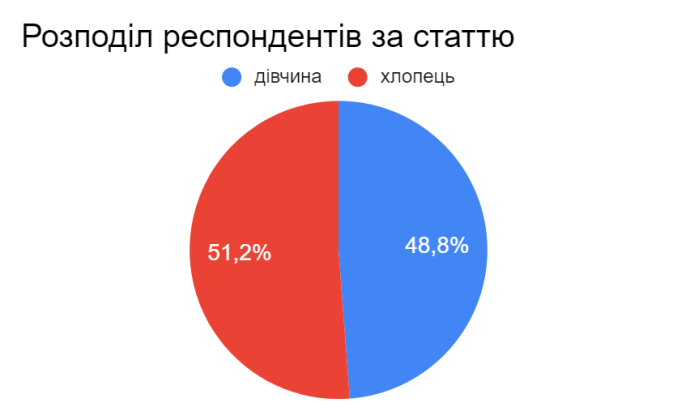 Розподіл респондентів за статтю
дівчина хлопець
51,2% 48,8%